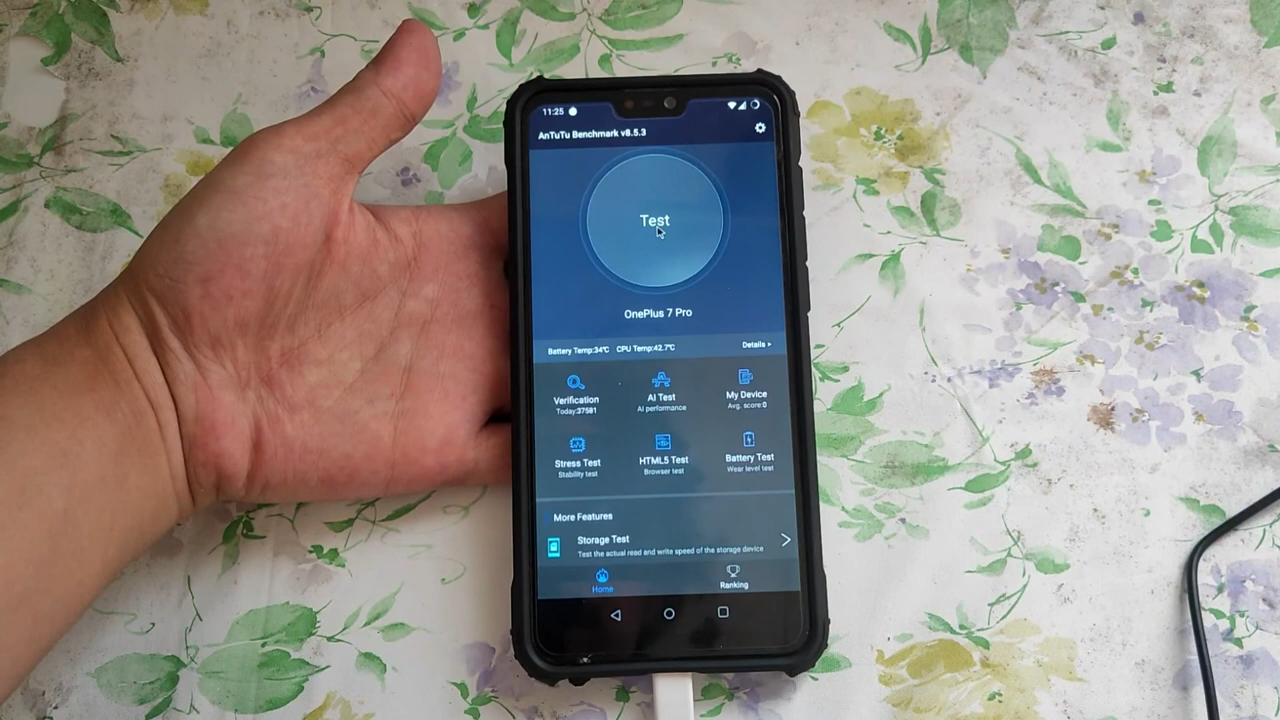 11:25
AnTuTu Benchmark v8.5.3
Test
OnePlus 7 Pro
Battery Temp:34℃ CPU Temp:42.7℃ Details
Verification AI Test My Device
Today:37581 AI performance Avg. score:0
Stress Test HTML5 Test Battery Test
Stability test Browser test Wear level test
More Features
Storage Test
Test the actual read and write speed of the storage device
Home Ranking